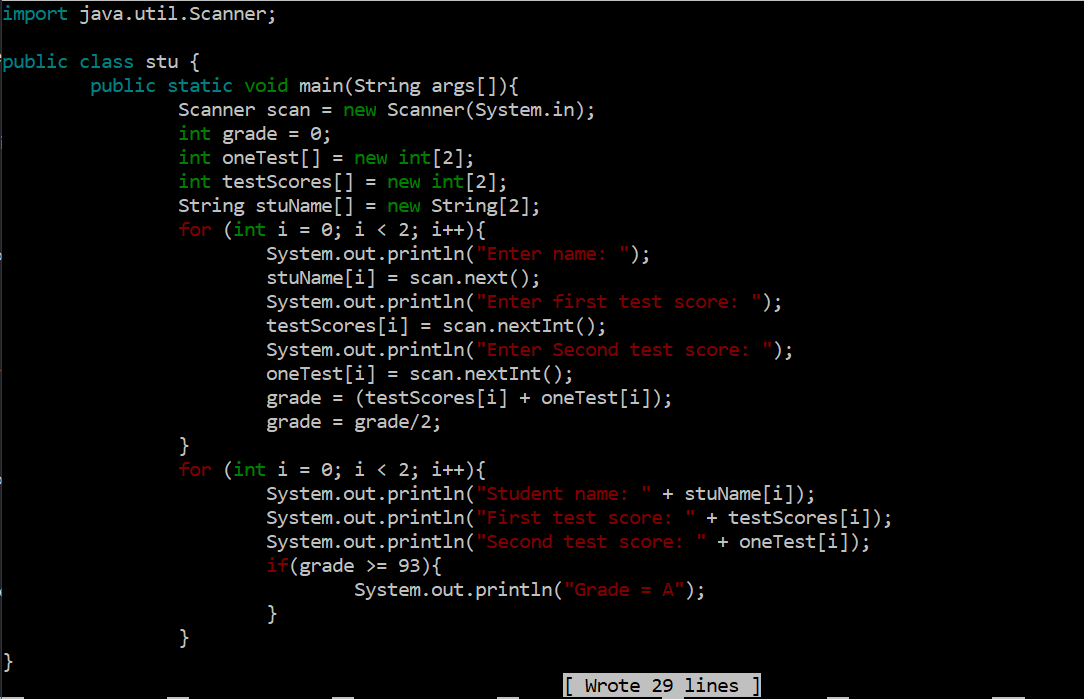 import java.util.Scanner;
public class stu {
public static void main(String args[]){
Scanner scan = new Scanner(System.in);
int grade = 0;
int oneTest[] = new int[2];
int testScores[] = new int[2];
String stuName[] = new String[2];
for (int i = 0; i < 2; i++){
System.out.println("Enter name: ");
stuName[i] = scan.next();
System.out.println("Enter first test score: ");
testScores[i] = scan.nextInt();
System.out.println("Enter Second test score: ");
oneTest[i] = scan.nextInt();
grade = (testScores[i] + oneTest[i]);
grade = grade/2;
}
for (int i = 0; i < 2; i++){
System.out.println("Student name: " + stuName[i]);
System.out.println("First test score: " + testScores[i]);
System.out.println("Second test score: " + oneTest[i]);
if(grade >= 93){
System.out.println("Grade = A");
}
}
}
[ Wrote 29 lines ]